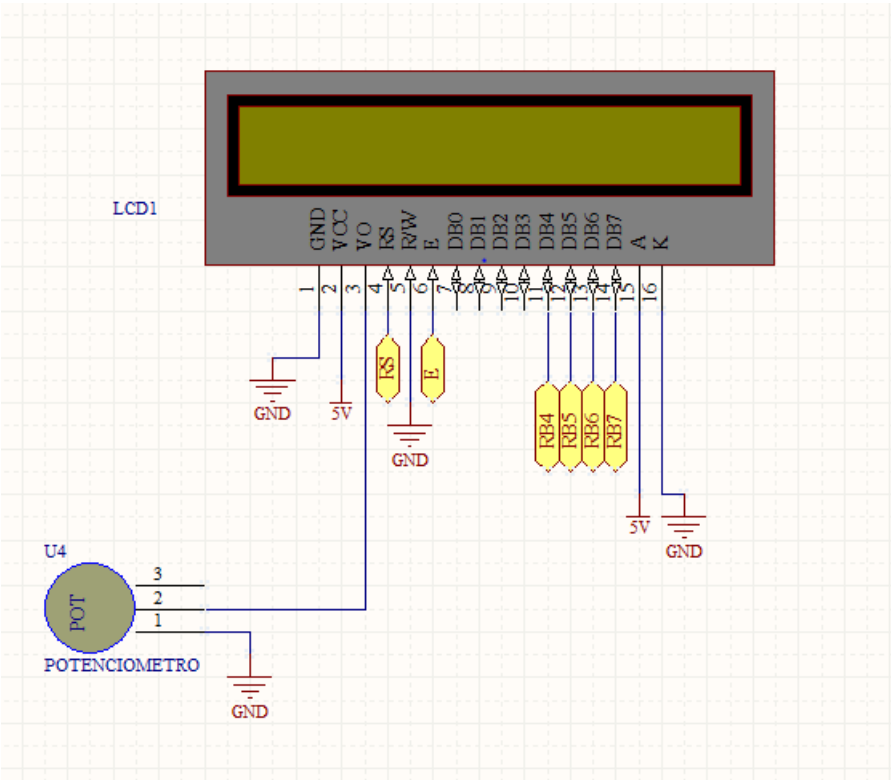 LCD1
GND
VCC
VO
RS
R/W
E
DB0
DB1
DB2
DB3
DB4
DB5
DB6
DB7
A
K
1
2
3
4
5
6
7
8
9
10
11
12
13
14
15
16
RS
E
RB4
RB5
RB6
RB7
GND
5V
GND
5V
GND
U4
POT
3
2
1
POTENCIOMETRO
GND